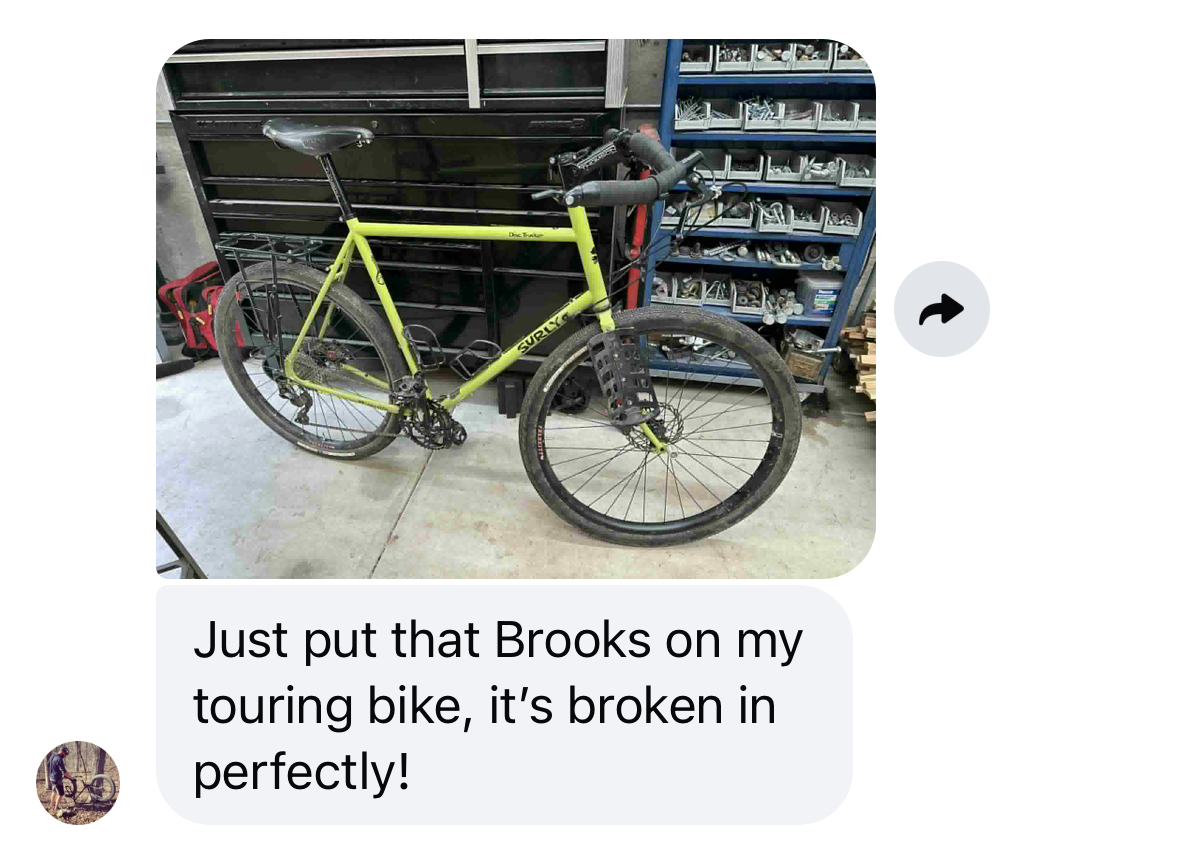 Disc Trucker
SURLY
Just put that Brooks on my
touring bike, it’s broken in
perfectly!